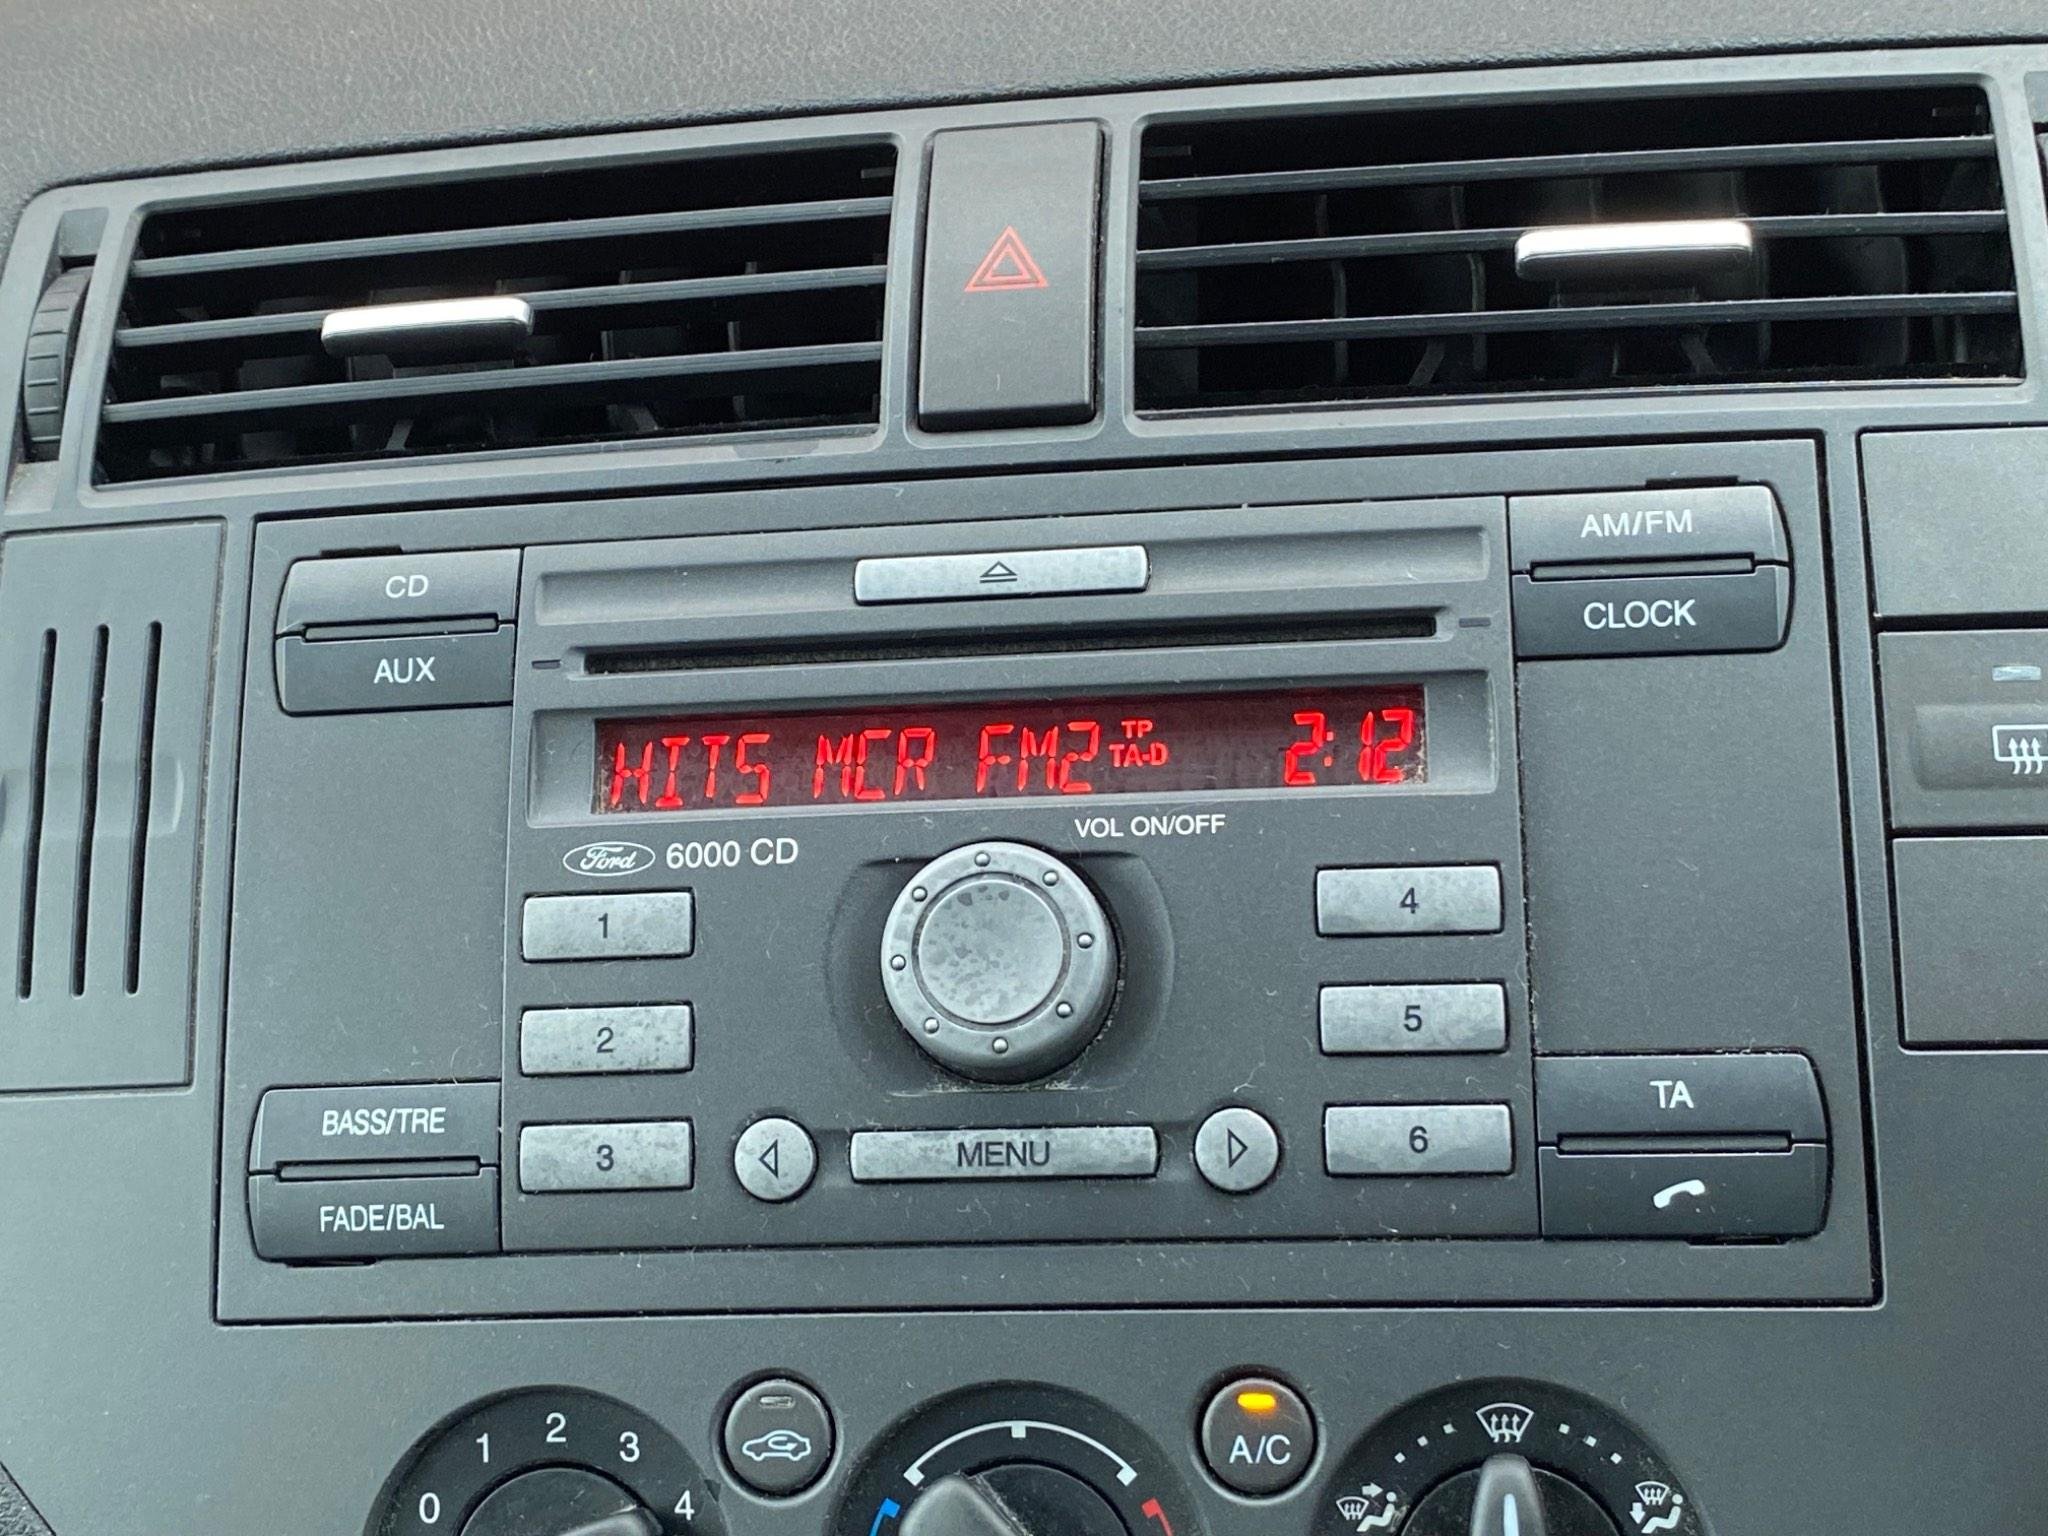 AM/FM
CD
CLOCK
AUX
HITS MCR FM2 TP TA-D 2:12
VOL ON/OFF
Ford 6000 CD
1
4
2
5
BASS/TRE
TA
3
MENU
6
FADE/BAL
0 1 2 3 4
A/C